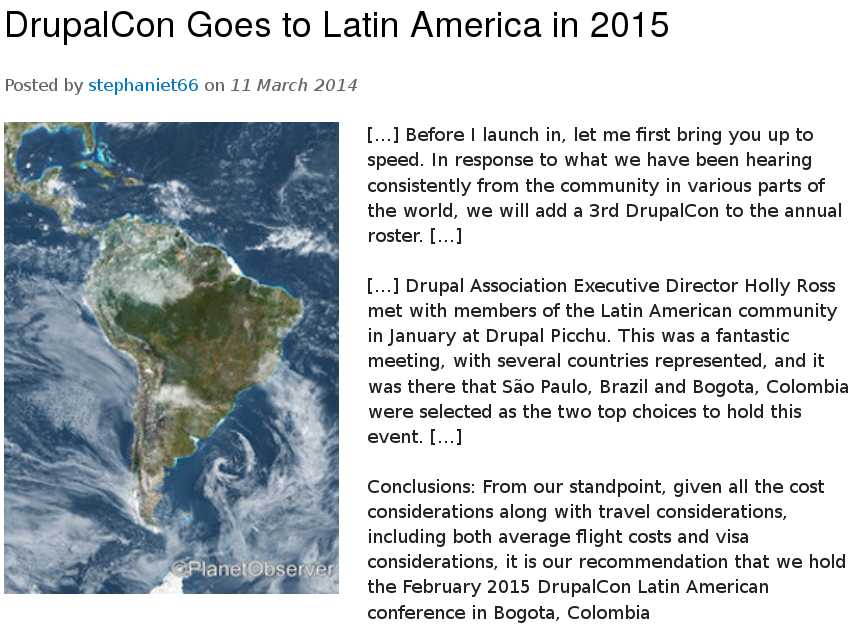 DrupalCon Goes to Latin America in 2015
Posted by stephaniet66 on 11 March 2014
[...] Before I launch in, let me first bring you up to
speed. In response to what we have been hearing
consistently from the community in various parts of
the world, we will add a 3rd DrupalCon to the annual
roster. [...]
[...] Drupal Association Executive Director Holly Ross
met with members of the Latin American community
in January at Drupal Picchu. This was a fantastic
meeting, with several countries represented, and it
was there that São Paulo, Brazil and Bogota, Colombia
were selected as the two top choices to hold this
event. [...]
Conclusions: From our standpoint, given all the cost
considerations along with travel considerations,
including both average flight costs and visa
considerations, it is our recommendation that we hold
the February 2015 DrupalCon Latin American
conference in Bogota, Colombia
©PlanetObserver